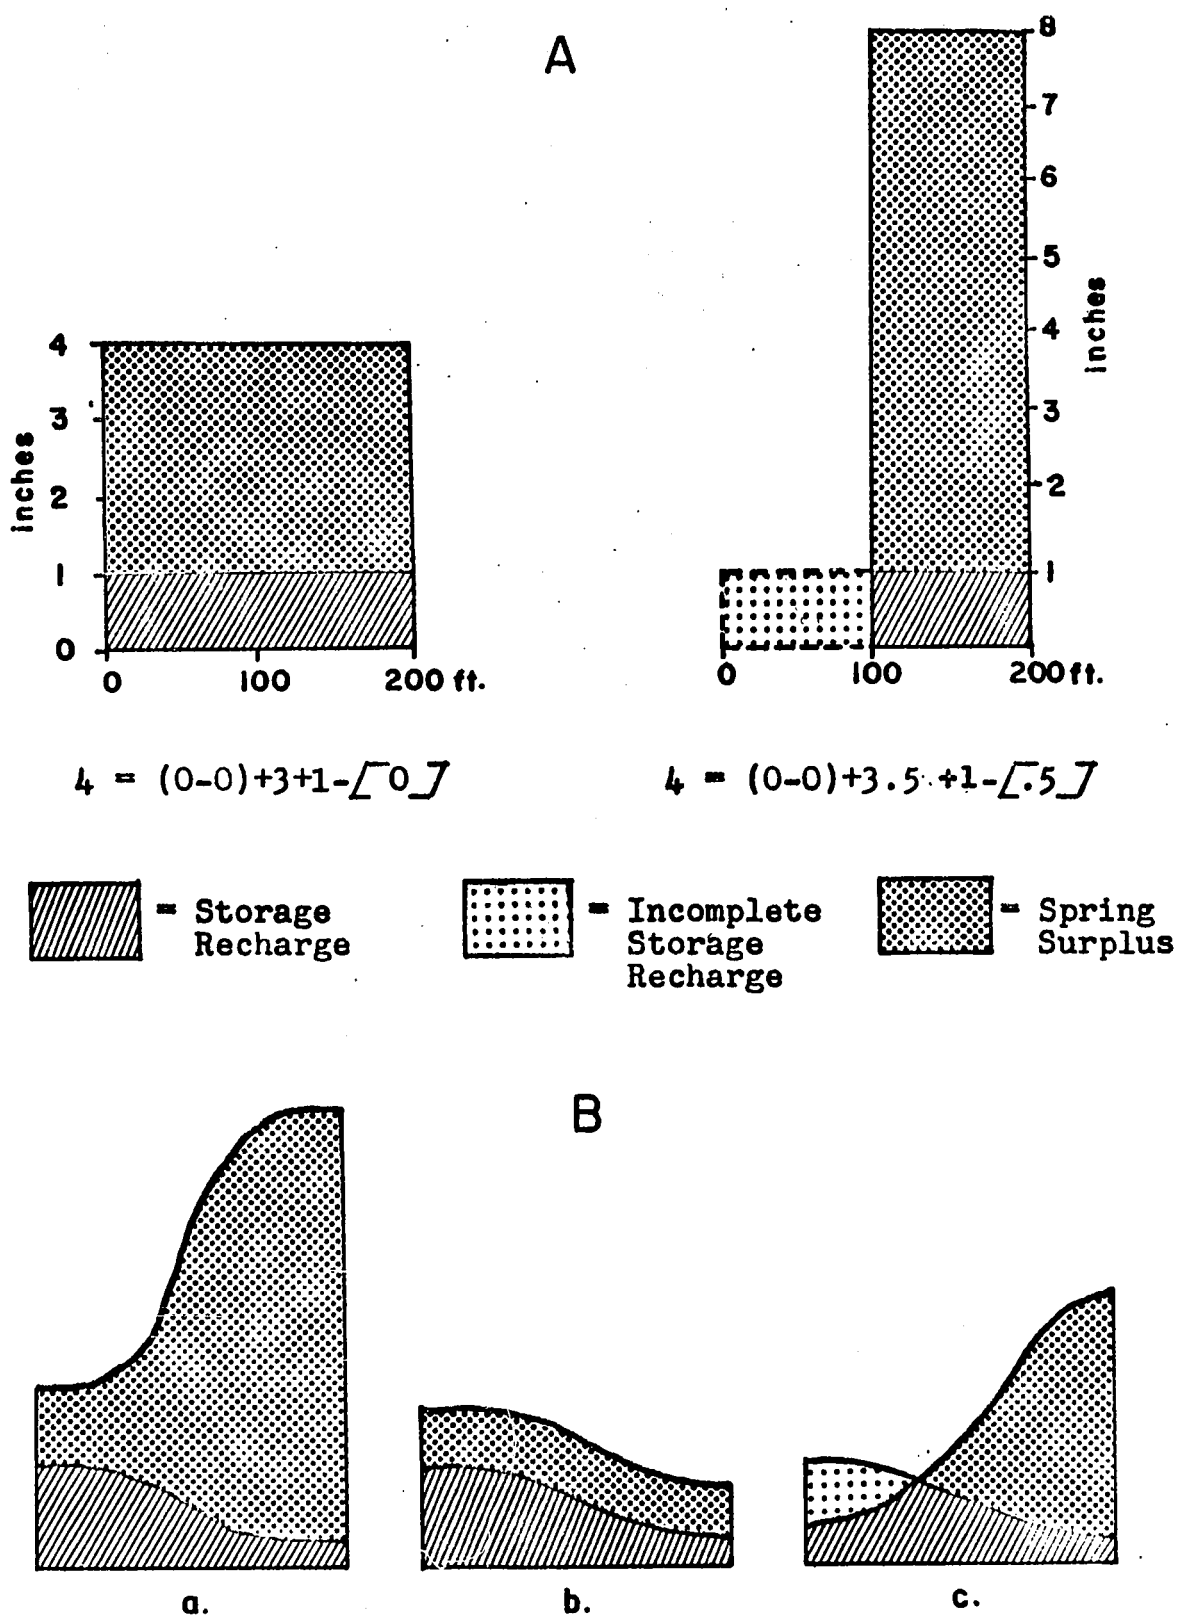 A
8
7
6
5
4
3
2
1
inches
4
3
2
1
0
inches
0 100 200 ft.
0 100 200 ft.
4 = (0-0)+3+1-[0]
4 = (0-0)+3.5+1-[.5]
= Storage
Recharge
= Incomplete
Storage
Recharge
= Spring
Surplus
B
a.
b.
c.